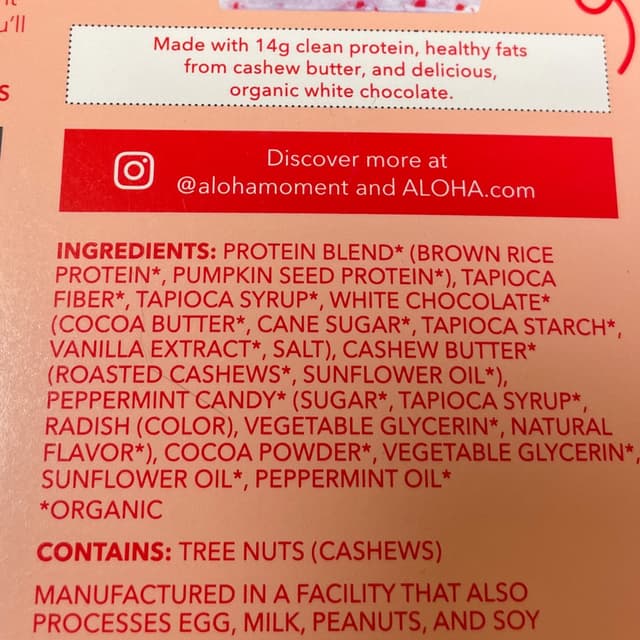 u'll
s
Made with 14g clean protein, healthy fats
from cashew butter, and delicious,
organic white chocolate.
Discover more at
@alohamoment and ALOHA.com
INGREDIENTS: PROTEIN BLEND* (BROWN RICE
PROTEIN*, PUMPKIN SEED PROTEIN*), TAPIOCA
FIBER*, TAPIOCA SYRUP*, WHITE CHOCOLATE*
(COCOA BUTTER*, CANE SUGAR*, TAPIOCA STARCH*,
VANILLA EXTRACT*, SALT), CASHEW BUTTER*
(ROASTED CASHEWS*, SUNFLOWER OIL*),
PEPPERMINT CANDY* (SUGAR*, TAPIOCA SYRUP*,
RADISH (COLOR), VEGETABLE GLYCERIN*, NATURAL
FLAVOR*), COCOA POWDER*, VEGETABLE GLYCERIN*,
SUNFLOWER OIL*, PEPPERMINT OIL*
*ORGANIC
CONTAINS: TREE NUTS (CASHEWS)
MANUFACTURED IN A FACILITY THAT ALSO
PROCESSES EGG, MILK, PEANUTS, AND SOY